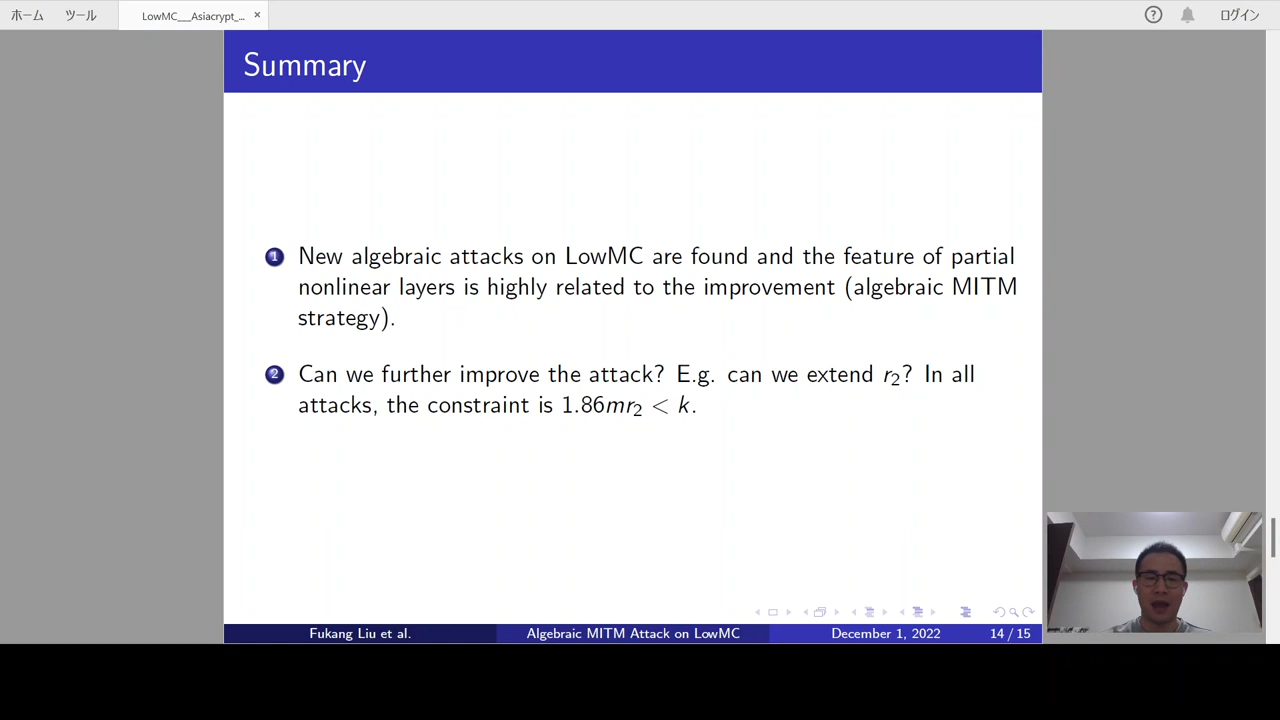 ホーム ツール LowMC___Asiacrypt_... × ? ログイン
Summary
1 New algebraic attacks on LowMC are found and the feature of partial
nonlinear layers is highly related to the improvement (algebraic MITM
strategy).
2 Can we further improve the attack? E.g. can we extend r₂? In all
attacks, the constraint is 1.86mr₂ < k.
Fukang Liu et al. Algebraic MITM Attack on LowMC December 1, 2022 14 / 15